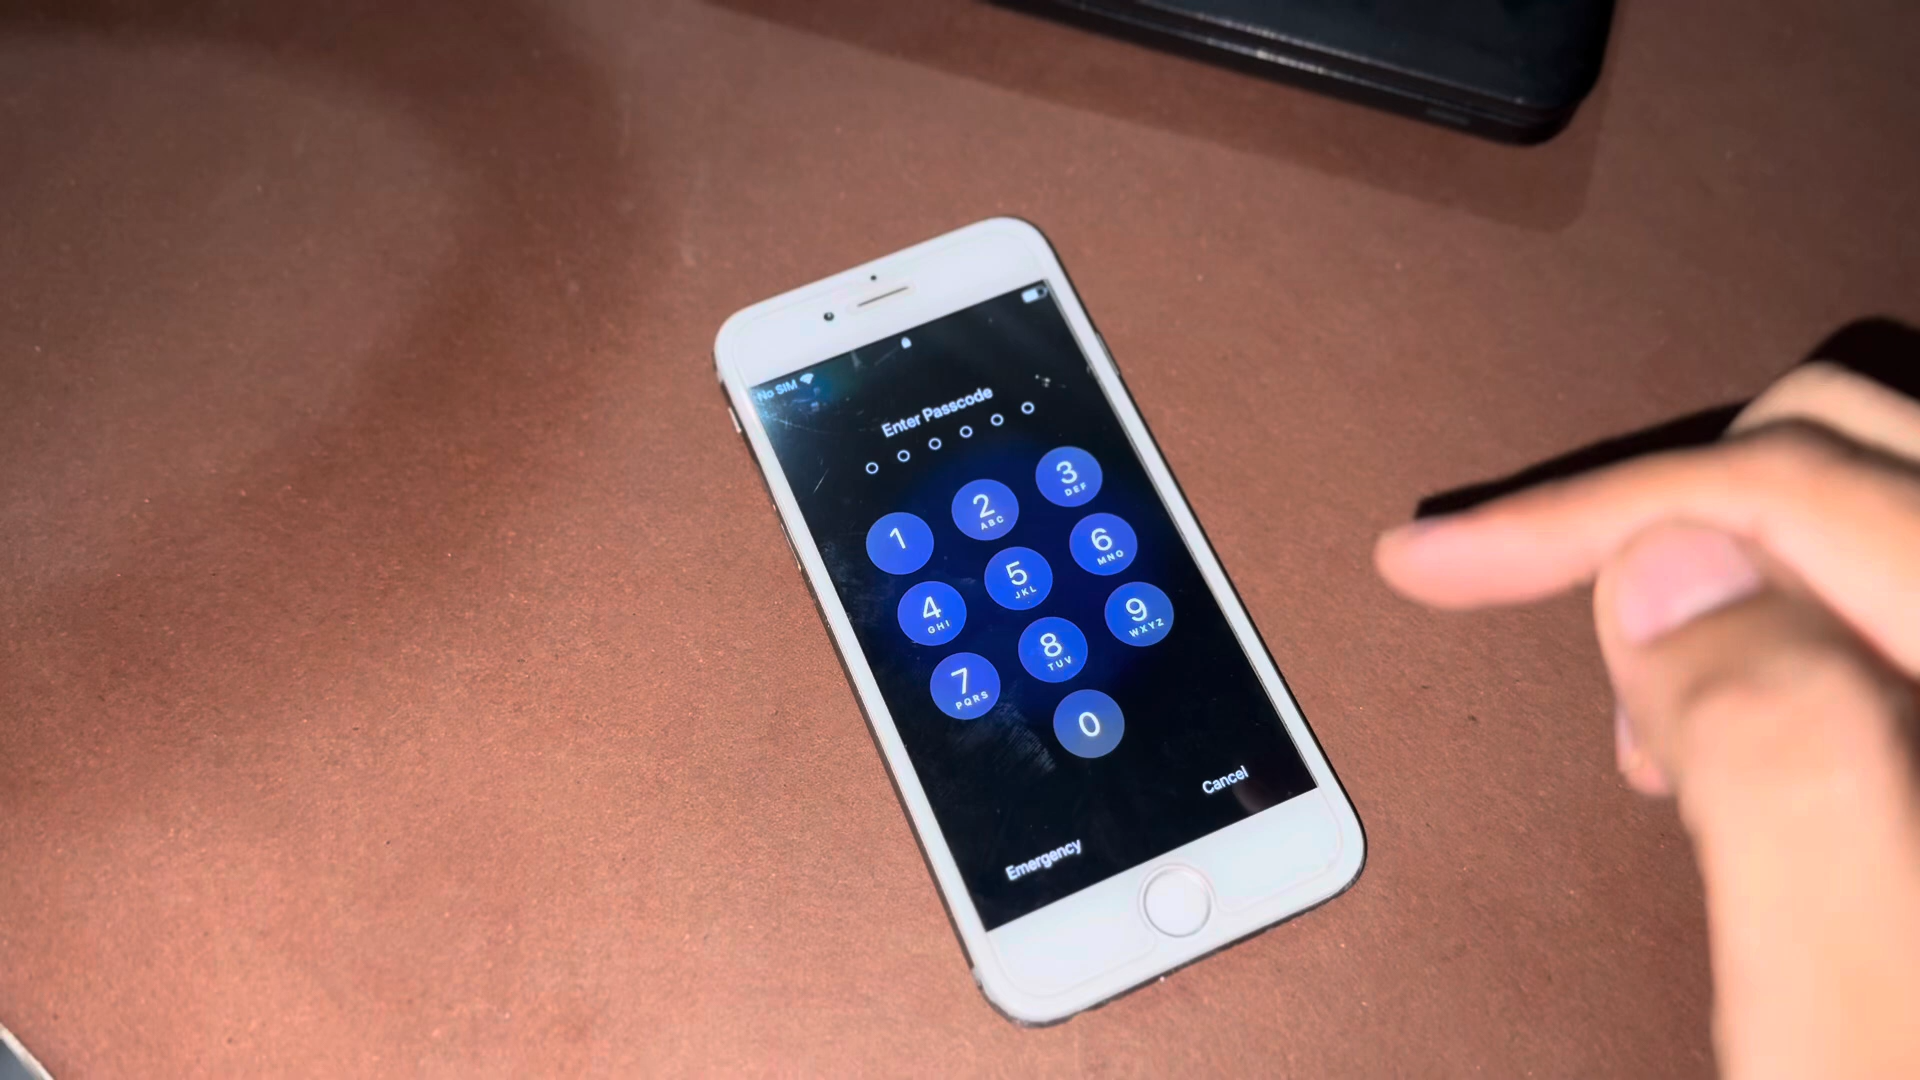 No SIM
Enter Passcode
1
2
ABC
3
DEF
4
GHI
5
JKL
6
MNO
7
PQRS
8
TUV
9
WXYZ
0
Emergency
Cancel